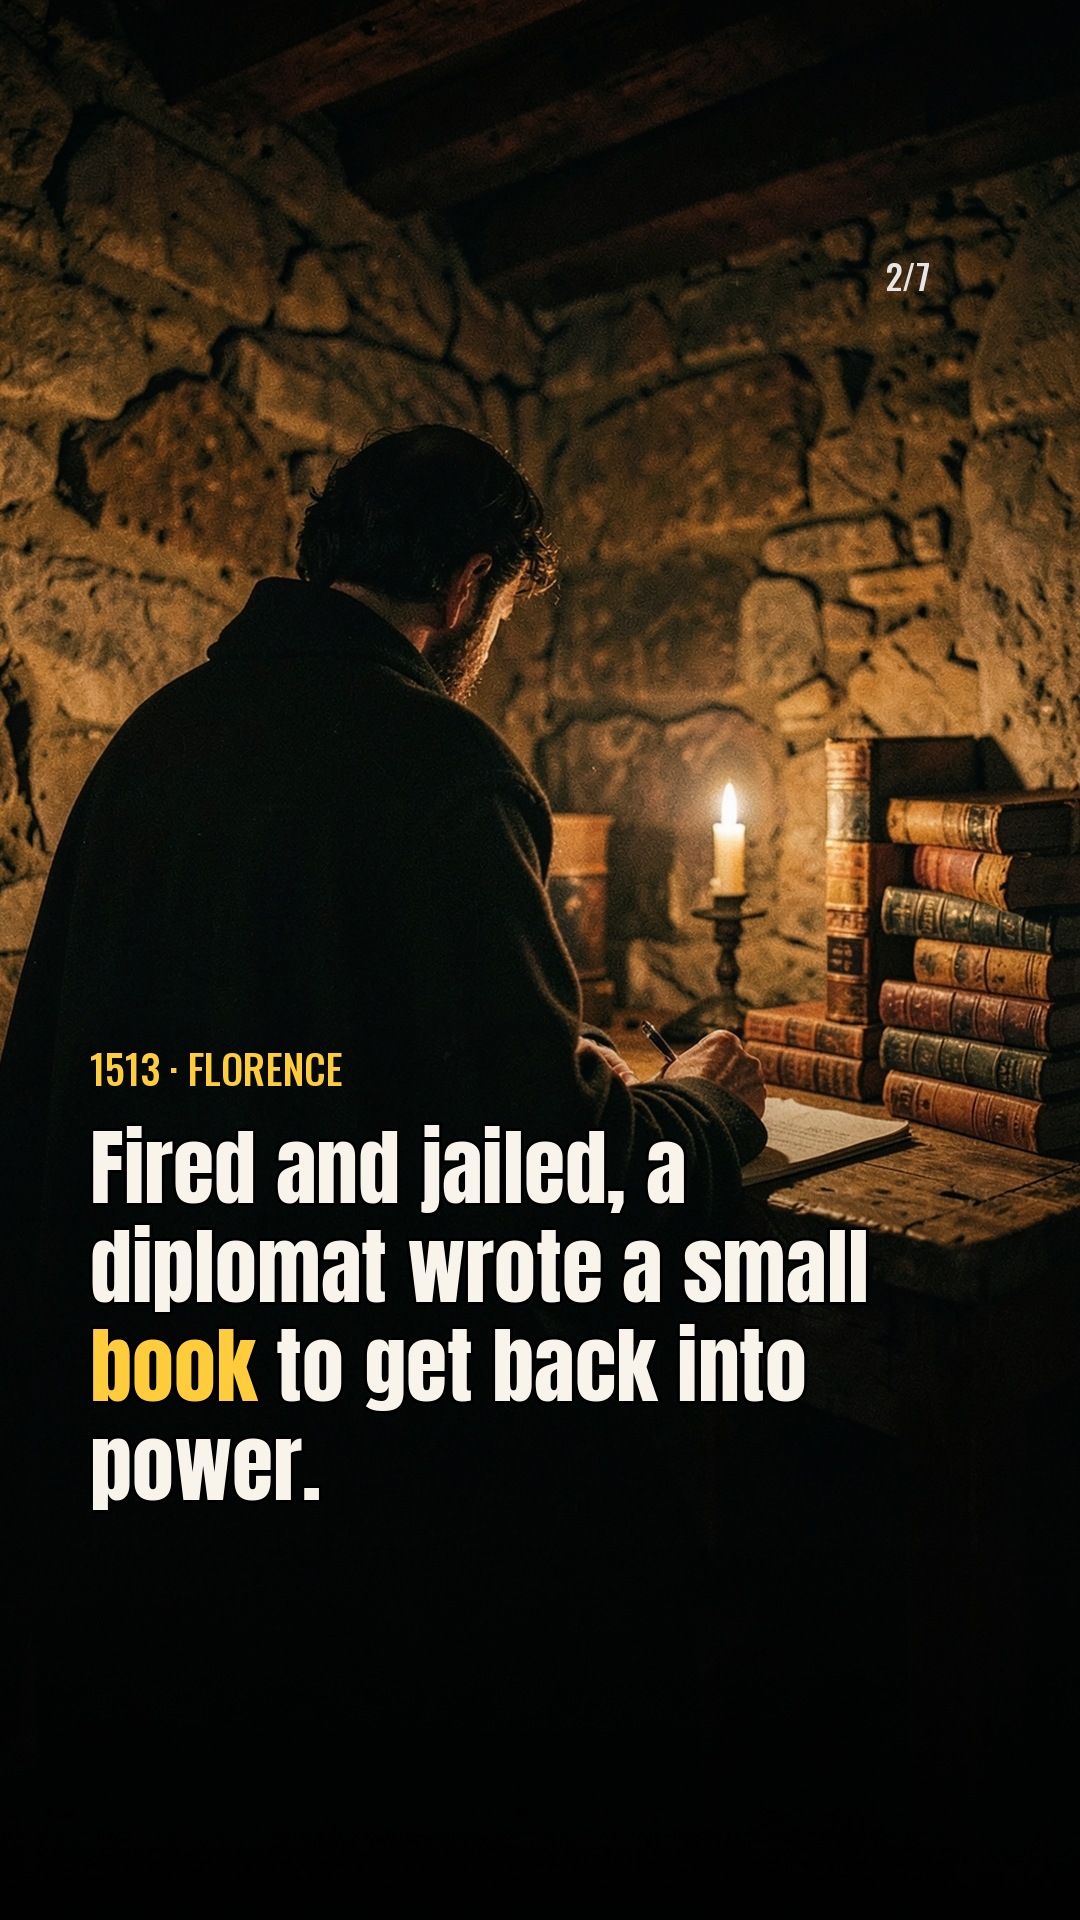 2/7
1513 · FLORENCE
Fired and jailed, a
diplomat wrote a small
book to get back into
power.